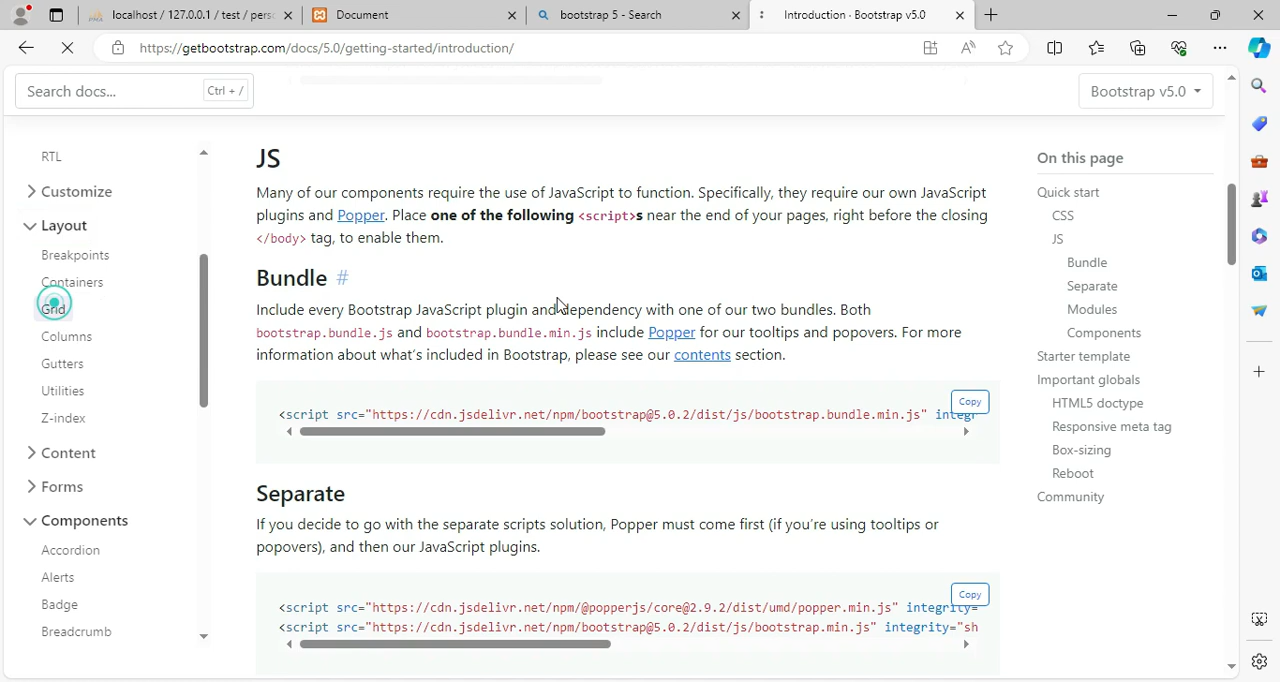 localhost / 127.0.0.1 / test / pers
Document
bootstrap 5 - Search
Introduction · Bootstrap v5.0
https://getbootstrap.com/docs/5.0/getting-started/introduction/
Search docs...
Ctrl + /
Bootstrap v5.0
RTL
Customize
Layout
Breakpoints
Containers
Grid
Columns
Gutters
Utilities
Z-index
Content
Forms
Components
Accordion
Alerts
Badge
Breadcrumb
JS
Many of our components require the use of JavaScript to function. Specifically, they require our own JavaScript
plugins and Popper. Place one of the following <script>s near the end of your pages, right before the closing
</body> tag, to enable them.
Bundle #
Include every Bootstrap JavaScript plugin and dependency with one of our two bundles. Both
bootstrap.bundle.js and bootstrap.bundle.min.js include Popper for our tooltips and popovers. For more
information about what's included in Bootstrap, please see our contents section.
Copy
<script src="https://cdn.jsdelivr.net/npm/bootstrap@5.0.2/dist/js/bootstrap.bundle.min.js" integr
Separate
If you decide to go with the separate scripts solution, Popper must come first (if you're using tooltips or
popovers), and then our JavaScript plugins.
Copy
<script src="https://cdn.jsdelivr.net/npm/@popperjs/core@2.9.2/dist/umd/popper.min.js" integrity=
<script src="https://cdn.jsdelivr.net/npm/bootstrap@5.0.2/dist/js/bootstrap.min.js" integrity="sh
On this page
Quick start
CSS
JS
Bundle
Separate
Modules
Components
Starter template
Important globals
HTML5 doctype
Responsive meta tag
Box-sizing
Reboot
Community